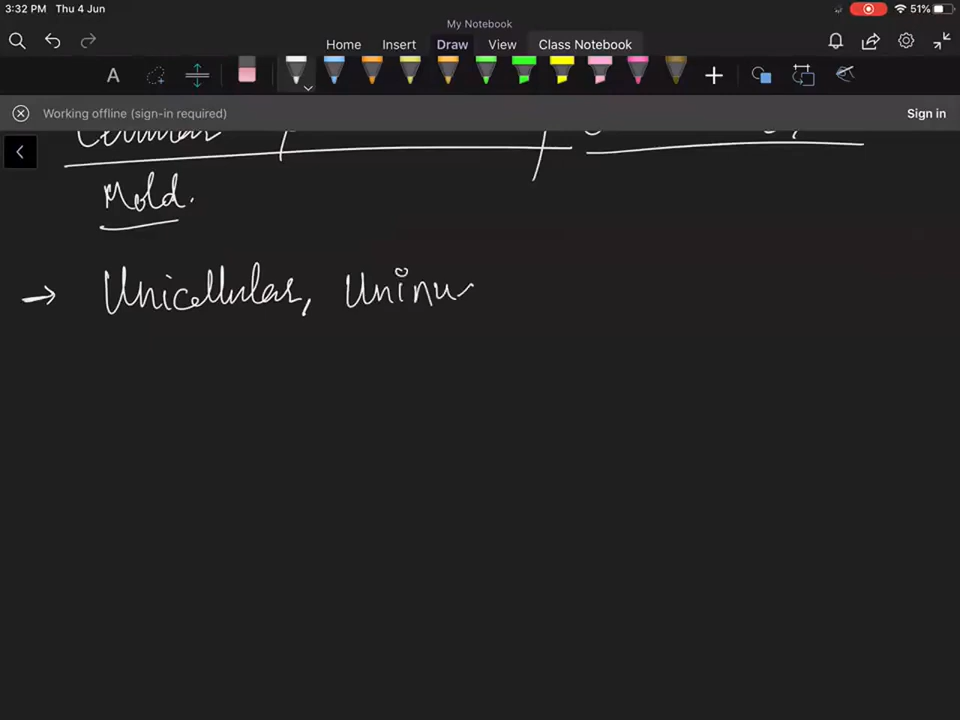 3:32 PM Thu 4 Jun
51%
My Notebook
Home Insert Draw View Class Notebook
A
Working offline (sign-in required) Sign in
Cellular
Mold.
→ Unicellular, Uninu